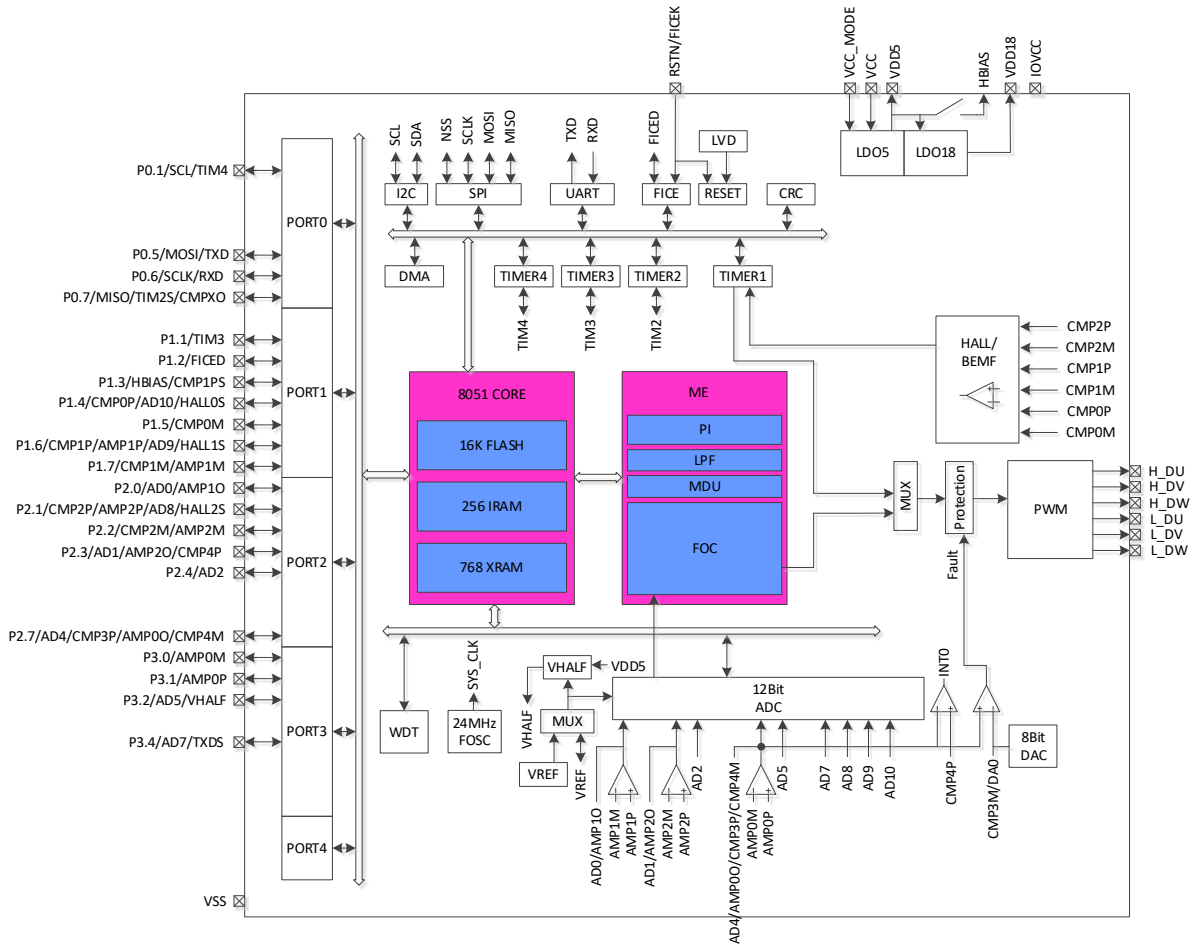 RSTN/FICEK
VCC_MODE
VCC
VDD5
HBIAS
VDD18
IOVCC
SCL
SDA
NSS
SCLK
MOSI
MISO
TXD
RXD
FICED
LVD
LDO5
LDO18
I2C
SPI
UART
FICE
RESET
CRC
DMA
TIMER4
TIMER3
TIMER2
TIMER1
TIM4
TIM3
TIM2
P0.1/SCL/TIM4
P0.5/MOSI/TXD
P0.6/SCLK/RXD
P0.7/MISO/TIM2S/CMPXO
P1.1/TIM3
P1.2/FICED
P1.3/HBIAS/CMP1PS
P1.4/CMP0P/AD10/HALL0S
P1.5/CMP0M
P1.6/CMP1P/AMP1P/AD9/HALL1S
P1.7/CMP1M/AMP1M
P2.0/AD0/AMP1O
P2.1/CMP2P/AMP2P/AD8/HALL2S
P2.2/CMP2M/AMP2M
P2.3/AD1/AMP2O/CMP4P
P2.4/AD2
P2.7/AD4/CMP3P/AMP0O/CMP4M
P3.0/AMP0M
P3.1/AMP0P
P3.2/AD5/VHALF
P3.4/AD7/TXDS
VSS
PORT0
PORT1
PORT2
PORT3
PORT4
8051 CORE
16K FLASH
256 IRAM
768 XRAM
ME
PI
LPF
MDU
FOC
HALL/
BEMF
CMP2P
CMP2M
CMP1P
CMP1M
CMP0P
CMP0M
MUX
Protection
Fault
PWM
H_DU
H_DV
H_DW
L_DU
L_DV
L_DW
WDT
SYS_CLK
24MHz
FOSC
VHALF
VDD5
VHALF
MUX
VREF
VREF
12Bit
ADC
AD0/AMP1O
AMP1M
AMP1P
AD1/AMP2O
AMP2M
AMP2P
AD2
AD4/AMP0O/CMP3P/CMP4M
AMP0M
AMP0P
AD5
AD7
AD8
AD9
AD10
INT0
CMP4P
CMP3M/DA0
8Bit
DAC